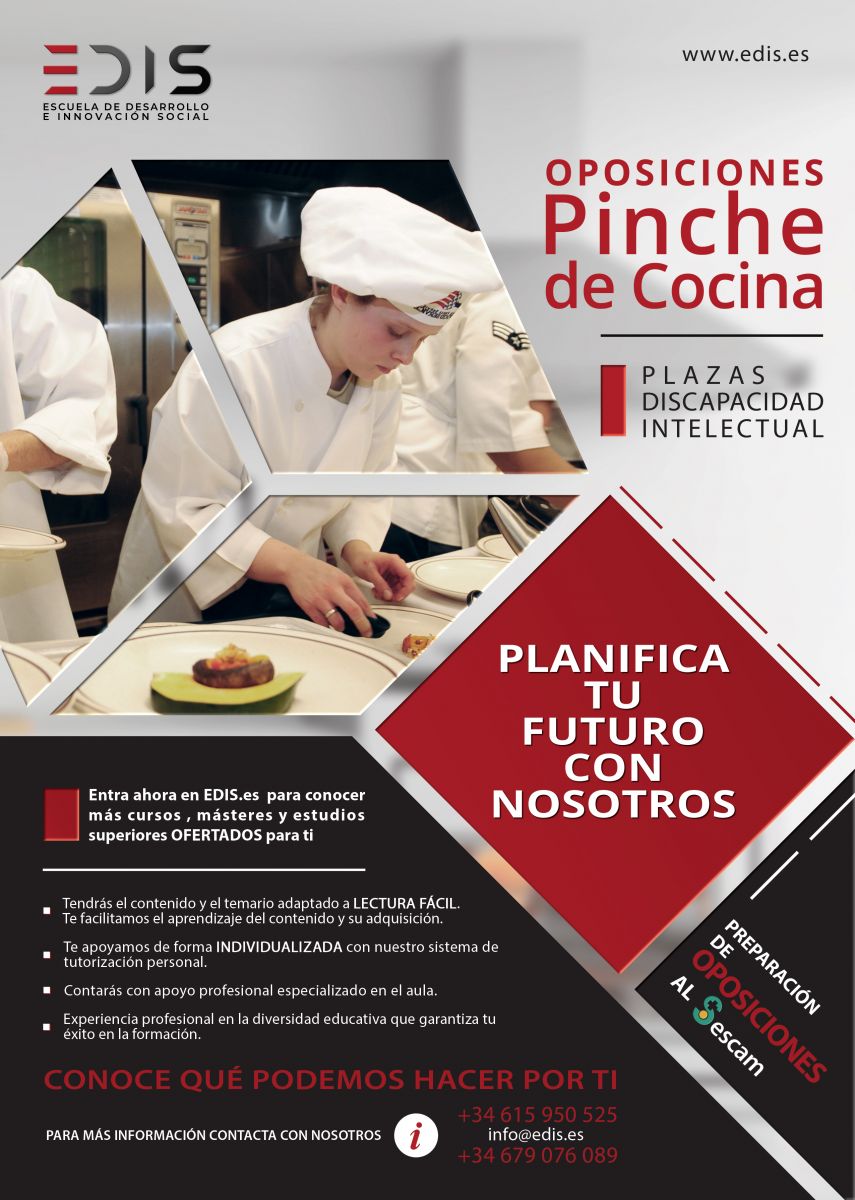 EDIS
ESCUELA DE DESARROLLO
E INNOVACIÓN SOCIAL
www.edis.es
OPOSICIONES
Pinche
de Cocina
PLAZAS
DISCAPACIDAD
INTELECTUAL
PLANIFICA
TU
FUTURO
CON
NOSOTROS
Entra ahora en EDIS.es para conocer
más cursos , másteres y estudios
superiores OFERTADOS para ti
Tendrás el contenido y el temario adaptado a LECTURA FÁCIL.
Te facilitamos el aprendizaje del contenido y su adquisición.
Te apoyamos de forma INDIVIDUALIZADA con nuestro sistema de
tutorización personal.
Contarás con apoyo profesional especializado en el aula.
Experiencia profesional en la diversidad educativa que garantiza tu
éxito en la formación.
PREPARACIÓN
DE
OPOSICIONES
AL Sescam
CONOCE QUÉ PODEMOS HACER POR TI
PARA MÁS INFORMACIÓN CONTACTA CON NOSOTROS
i
+34 615 950 525
info@edis.es
+34 679 076 089